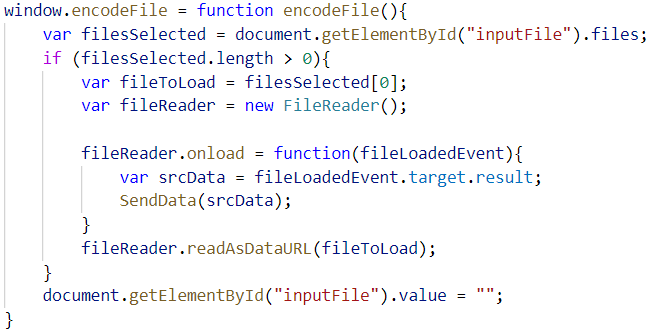 window.encodeFile = function encodeFile(){
    var filesSelected = document.getElementById("inputFile").files;
    if (filesSelected.length > 0){
        var fileToLoad = filesSelected[0];
        var fileReader = new FileReader();

        fileReader.onload = function(fileLoadedEvent){
            var srcData = fileLoadedEvent.target.result;
            SendData(srcData);
        }
        fileReader.readAsDataURL(fileToLoad);
    }
    document.getElementById("inputFile").value = "";
}